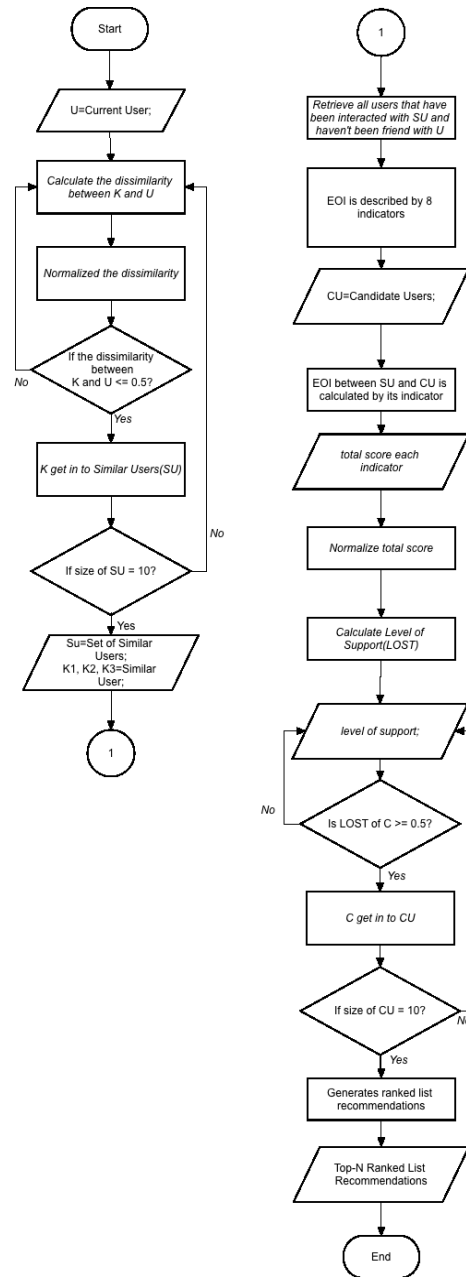 Start
U=Current User;
Calculate the dissimilarity
between K and U
Normalized the dissimilarity
If the dissimilarity
between
K and U <= 0.5?
No
Yes
K get in to Similar Users(SU)
No
If size of SU = 10?
Yes
Su=Set of Similar
Users;
K1, K2, K3=Similar
User;
1
1
Retrieve all users that have
been interacted with SU and
haven't been friend with U
EOI is described by 8
indicators
CU=Candidate Users;
EOI between SU and CU is
calculated by its indicator
total score each
indicator
Normalize total score
Calculate Level of
Support(LOST)
level of support;
No
Is LOST of C >= 0.5?
Yes
C get in to CU
If size of CU = 10?
No
Yes
Generates ranked list
recommendations
Top-N Ranked List
Recommendations
End